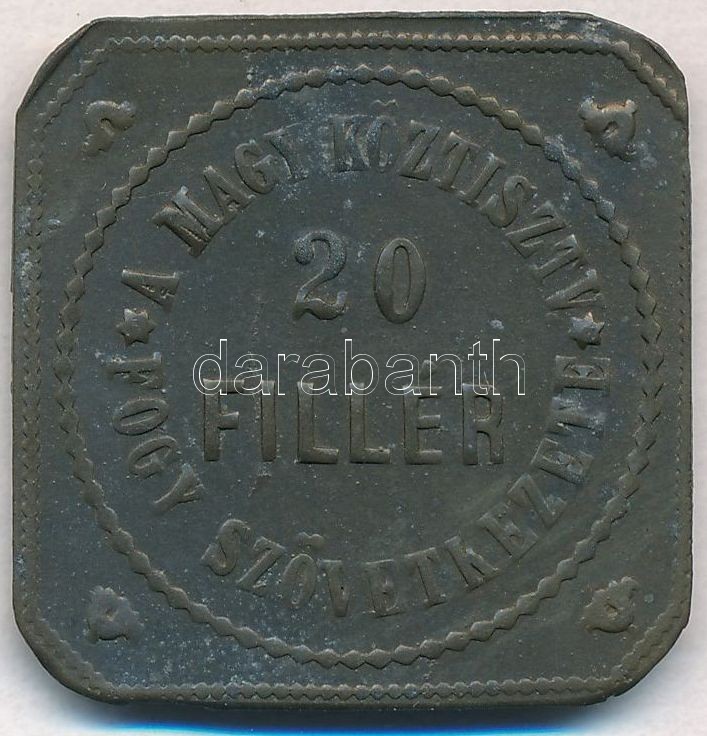 A MAGY KÖZTISZTV
20
FILLÉR
FOGY SZÖVETKEZETE
darabanth